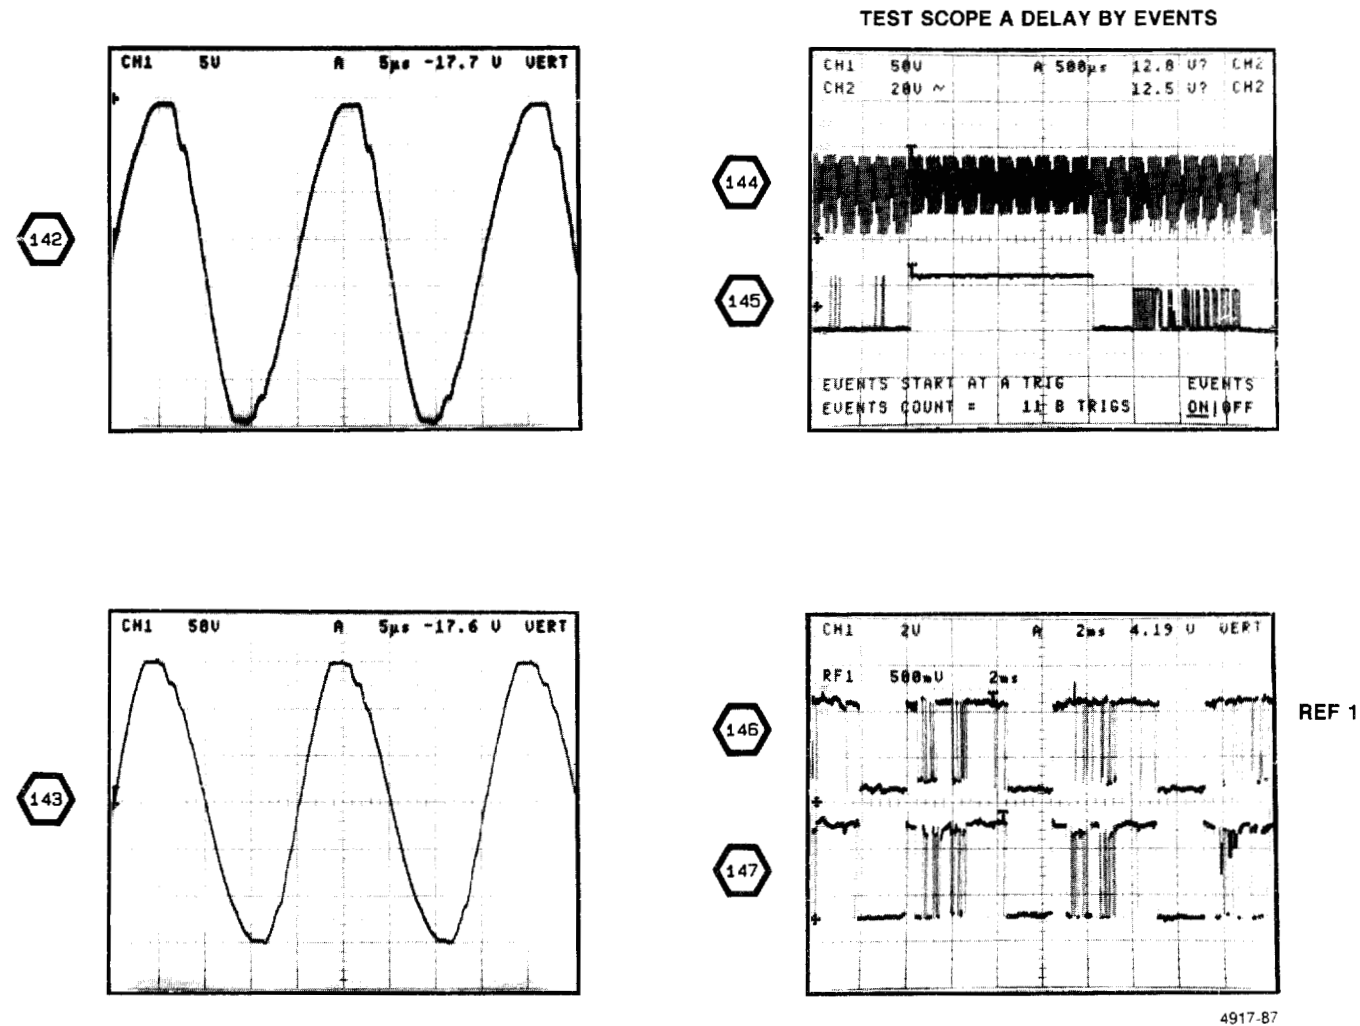 TEST SCOPE A DELAY BY EVENTS
CH1 5V A 5µs -17.7 V VERT
142
CH1 50V A 500µs 12.8 V? CH2
CH2 20V ~ 12.5 V? CH2
144
145
EVENTS START AT A TRIG EVENTS
EVENTS COUNT = 11 B TRIGS ON|OFF
CH1 50V A 5µs -17.6 V VERT
143
CH1 2V A 2ms 4.19 V VERT
RF1 500mV 2ms
146
REF 1
147
4917-87